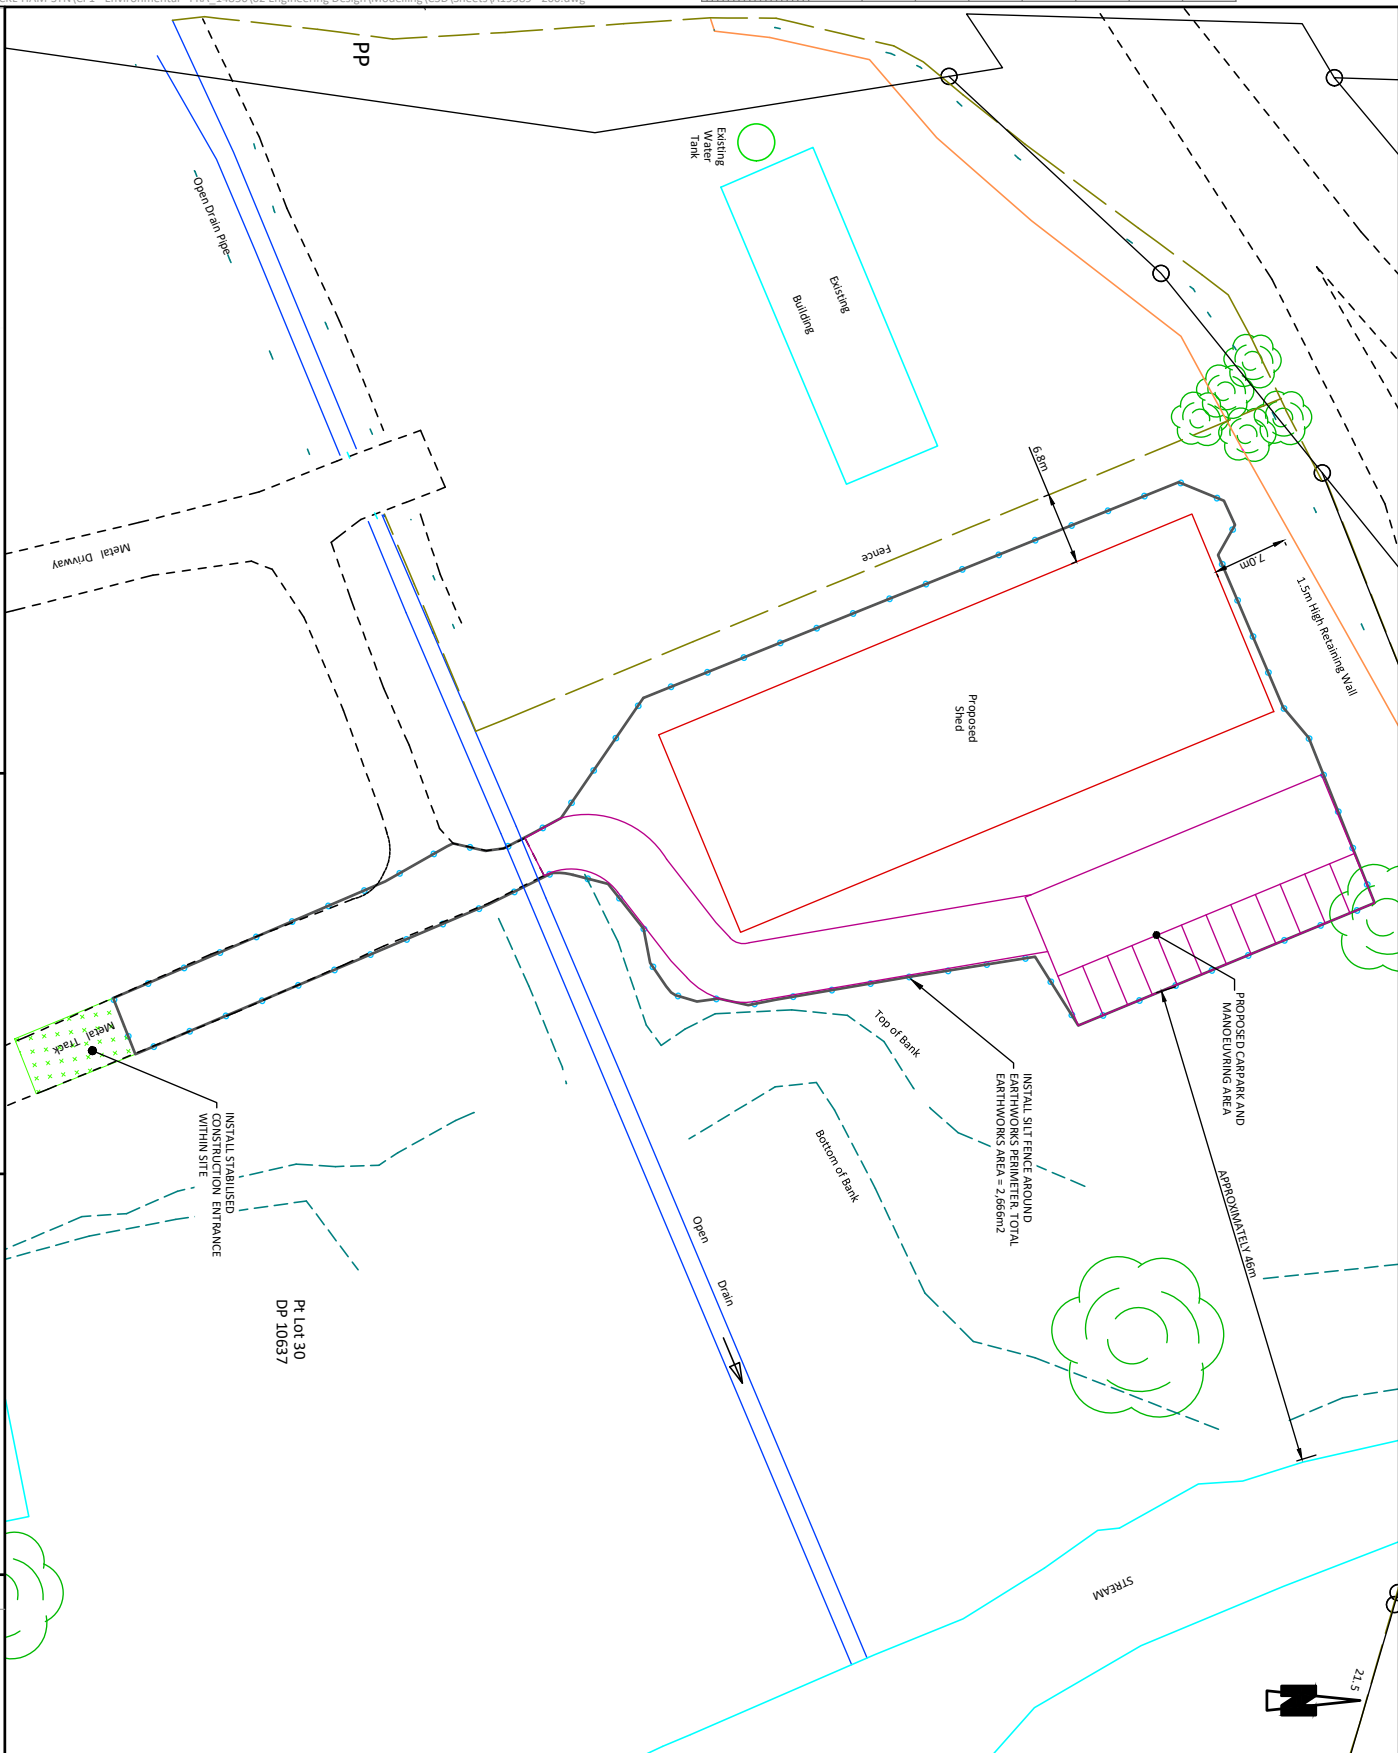 PP
Existing
Water
Tank
Open Drain Pipe
Existing
Building
6.8m
7.0m
Fence
1.5m High Retaining Wall
Metal Drivway
Proposed
Shed
PROPOSED CARPARK AND
MANOEUVRING AREA
Top of Bank
INSTALL SILT FENCE AROUND
EARTHWORKS PERIMETER. TOTAL
EARTHWORKS AREA = 2,666m2
Metal Track
INSTALL STABILISED
CONSTRUCTION ENTRANCE
WITHIN SITE
Bottom of Bank
APPROXIMATELY 46m
Open Drain
Pt Lot 30
DP 10637
STREAM
21.5
N